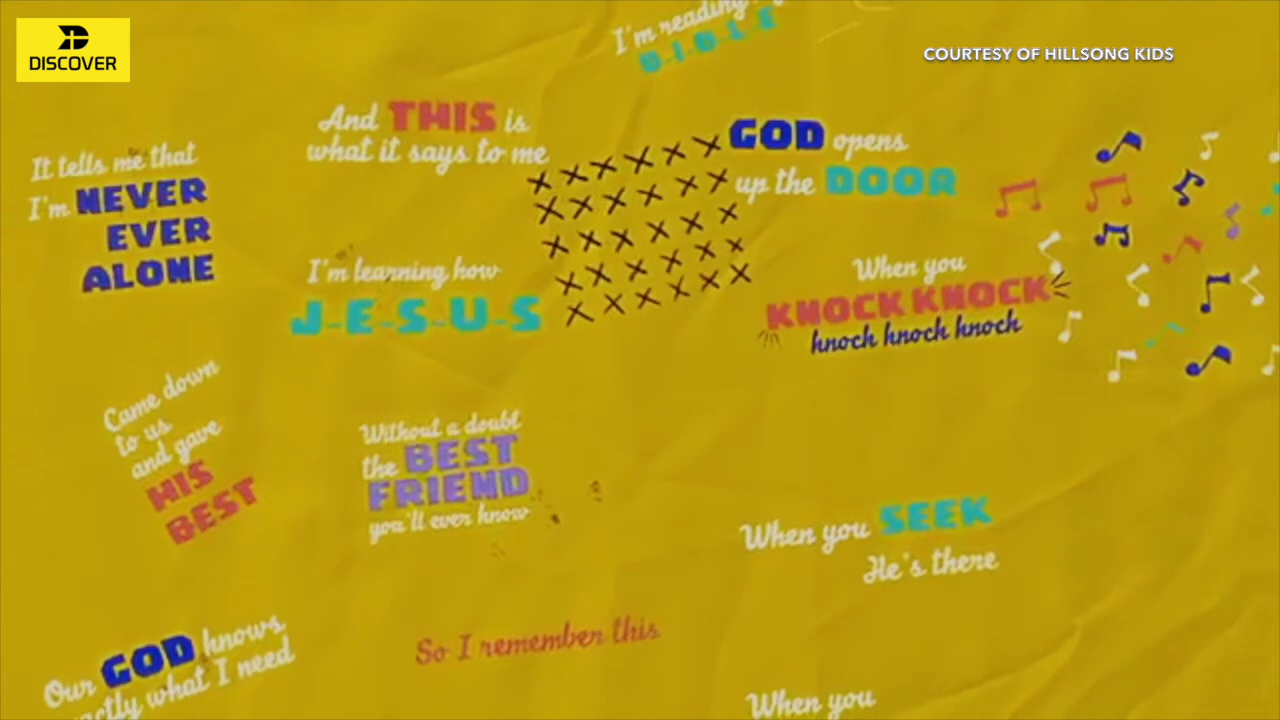 DISCOVER
COURTESY OF HILLSONG KIDS
I'm reading
B-I-B-L-E
And THIS is
what it says to me
It tells me that
I'm NEVER
EVER
ALONE
GOD opens
up the DOOR
I'm learning how
J-E-S-U-S
When you
KNOCK KNOCK
knock knock knock
Came down
to us
and gave
HIS
BEST
Without a doubt
the BEST
FRIEND
you'll ever know
When you SEEK
He's there
Our GOD knows
what I need
So I remember this
When you